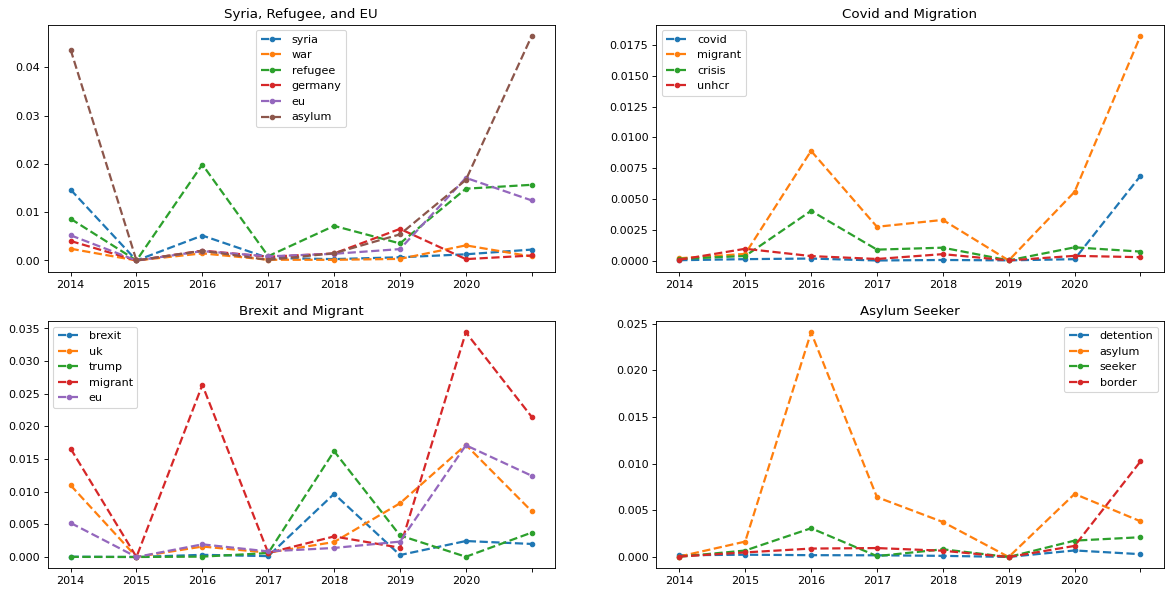 Syria, Refugee, and EU
syria
war
refugee
germany
eu
asylum
0.04
0.03
0.02
0.01
0.00
2014 2015 2016 2017 2018 2019 2020
Covid and Migration
covid
migrant
crisis
unhcr
0.0175
0.0150
0.0125
0.0100
0.0075
0.0050
0.0025
0.0000
2014 2015 2016 2017 2018 2019 2020
Brexit and Migrant
brexit
uk
trump
migrant
eu
0.035
0.030
0.025
0.020
0.015
0.010
0.005
0.000
2014 2015 2016 2017 2018 2019 2020
Asylum Seeker
detention
asylum
seeker
border
0.025
0.020
0.015
0.010
0.005
0.000
2014 2015 2016 2017 2018 2019 2020